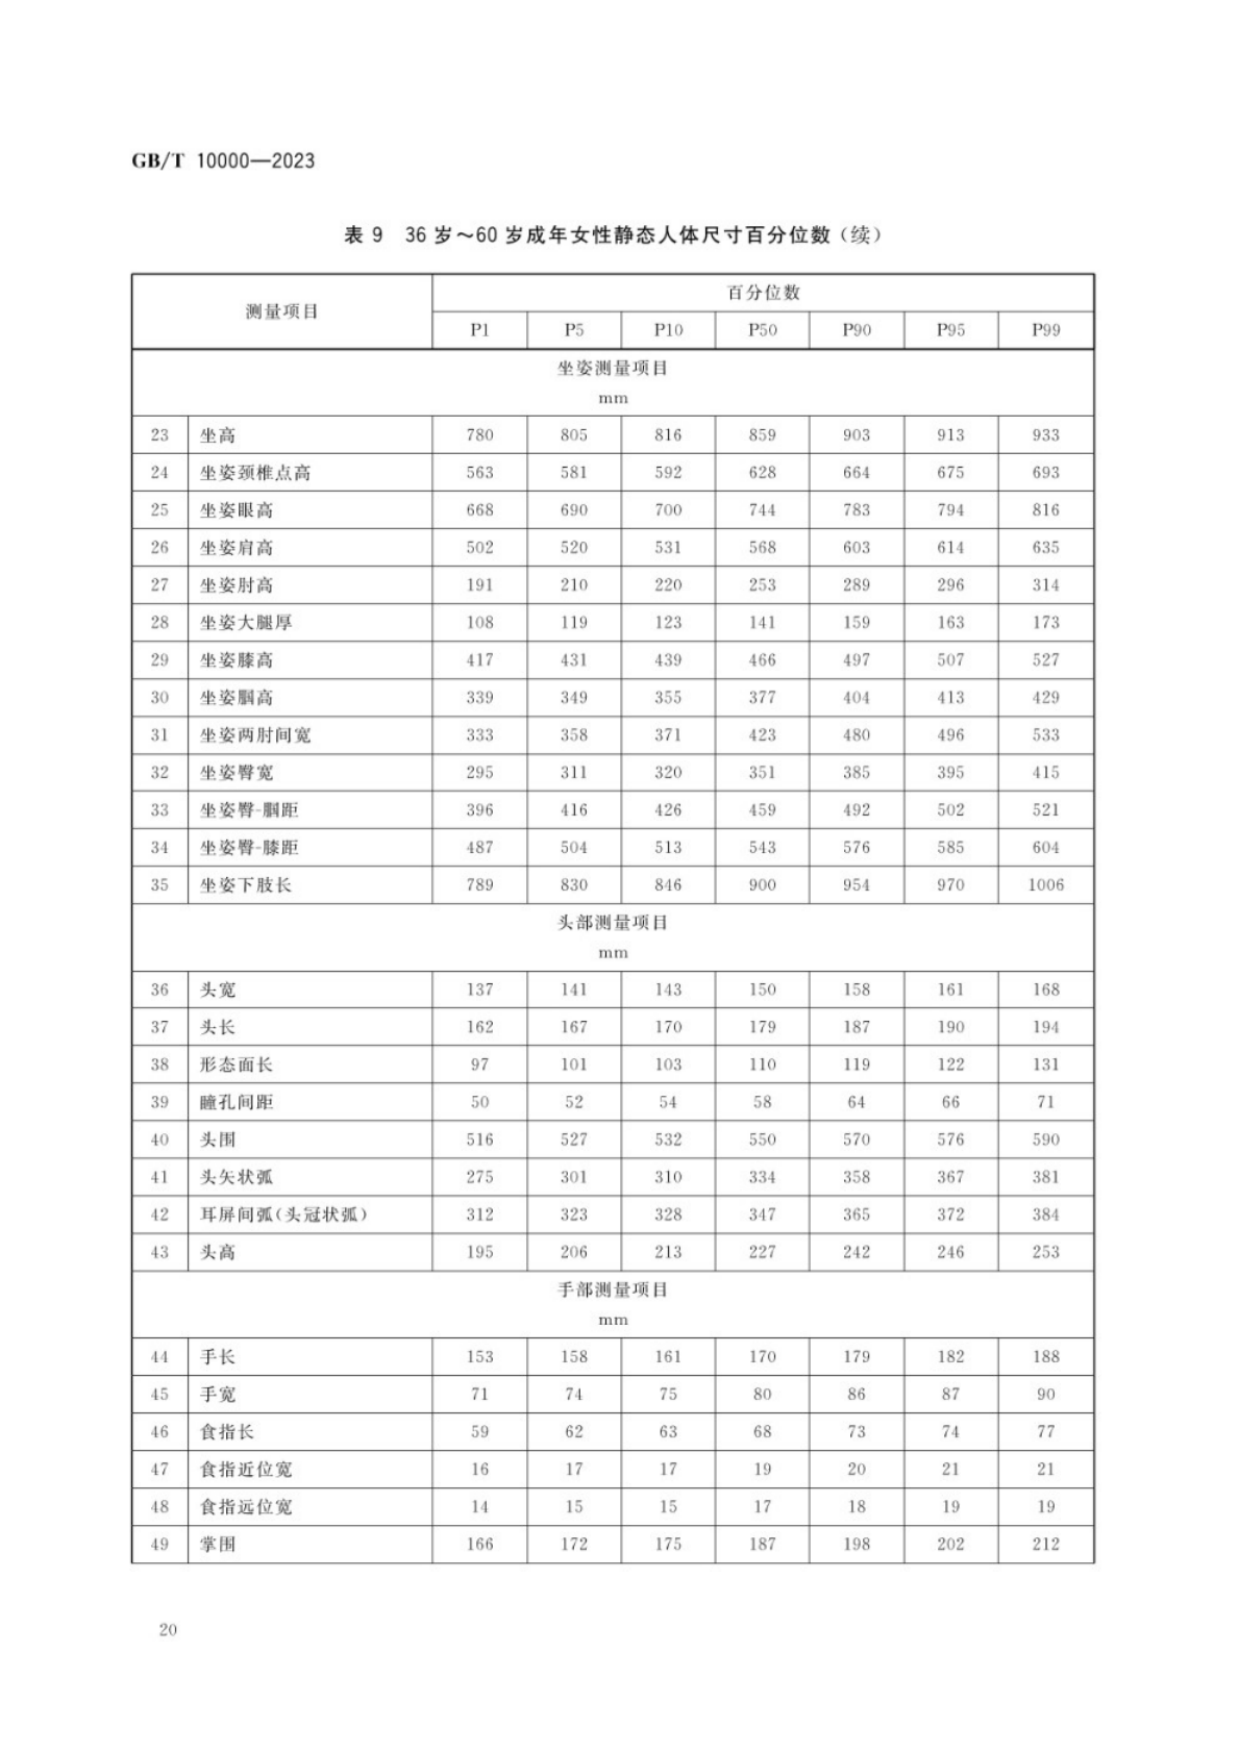 GB/T 10000—2023
表 9 36 岁～60 岁成年女性静态人体尺寸百分位数（续）
测量项目 百分位数
P1 P5 P10 P50 P90 P95 P99
坐姿测量项目
mm
23 坐高 780 805 816 859 903 913 933
24 坐姿颈椎点高 563 581 592 628 664 675 693
25 坐姿眼高 668 690 700 744 783 794 816
26 坐姿肩高 502 520 531 568 603 614 635
27 坐姿肘高 191 210 220 253 289 296 314
28 坐姿大腿厚 108 119 123 141 159 163 173
29 坐姿膝高 417 431 439 466 497 507 527
30 坐姿腘高 339 349 355 377 404 413 429
31 坐姿两肘间宽 333 358 371 423 480 496 533
32 坐姿臀宽 295 311 320 351 385 395 415
33 坐姿臀-腘距 396 416 426 459 492 502 521
34 坐姿臀-膝距 487 504 513 543 576 585 604
35 坐姿下肢长 789 830 846 900 954 970 1006
头部测量项目
mm
36 头宽 137 141 143 150 158 161 168
37 头长 162 167 170 179 187 190 194
38 形态面长 97 101 103 110 119 122 131
39 瞳孔间距 50 52 54 58 64 66 71
40 头围 516 527 532 550 570 576 590
41 头矢状弧 275 301 310 334 358 367 381
42 耳屏间弧(头冠状弧) 312 323 328 347 365 372 384
43 头高 195 206 213 227 242 246 253
手部测量项目
mm
44 手长 153 158 161 170 179 182 188
45 手宽 71 74 75 80 86 87 90
46 食指长 59 62 63 68 73 74 77
47 食指近位宽 16 17 17 19 20 21 21
48 食指远位宽 14 15 15 17 18 19 19
49 掌围 166 172 175 187 198 202 212
20